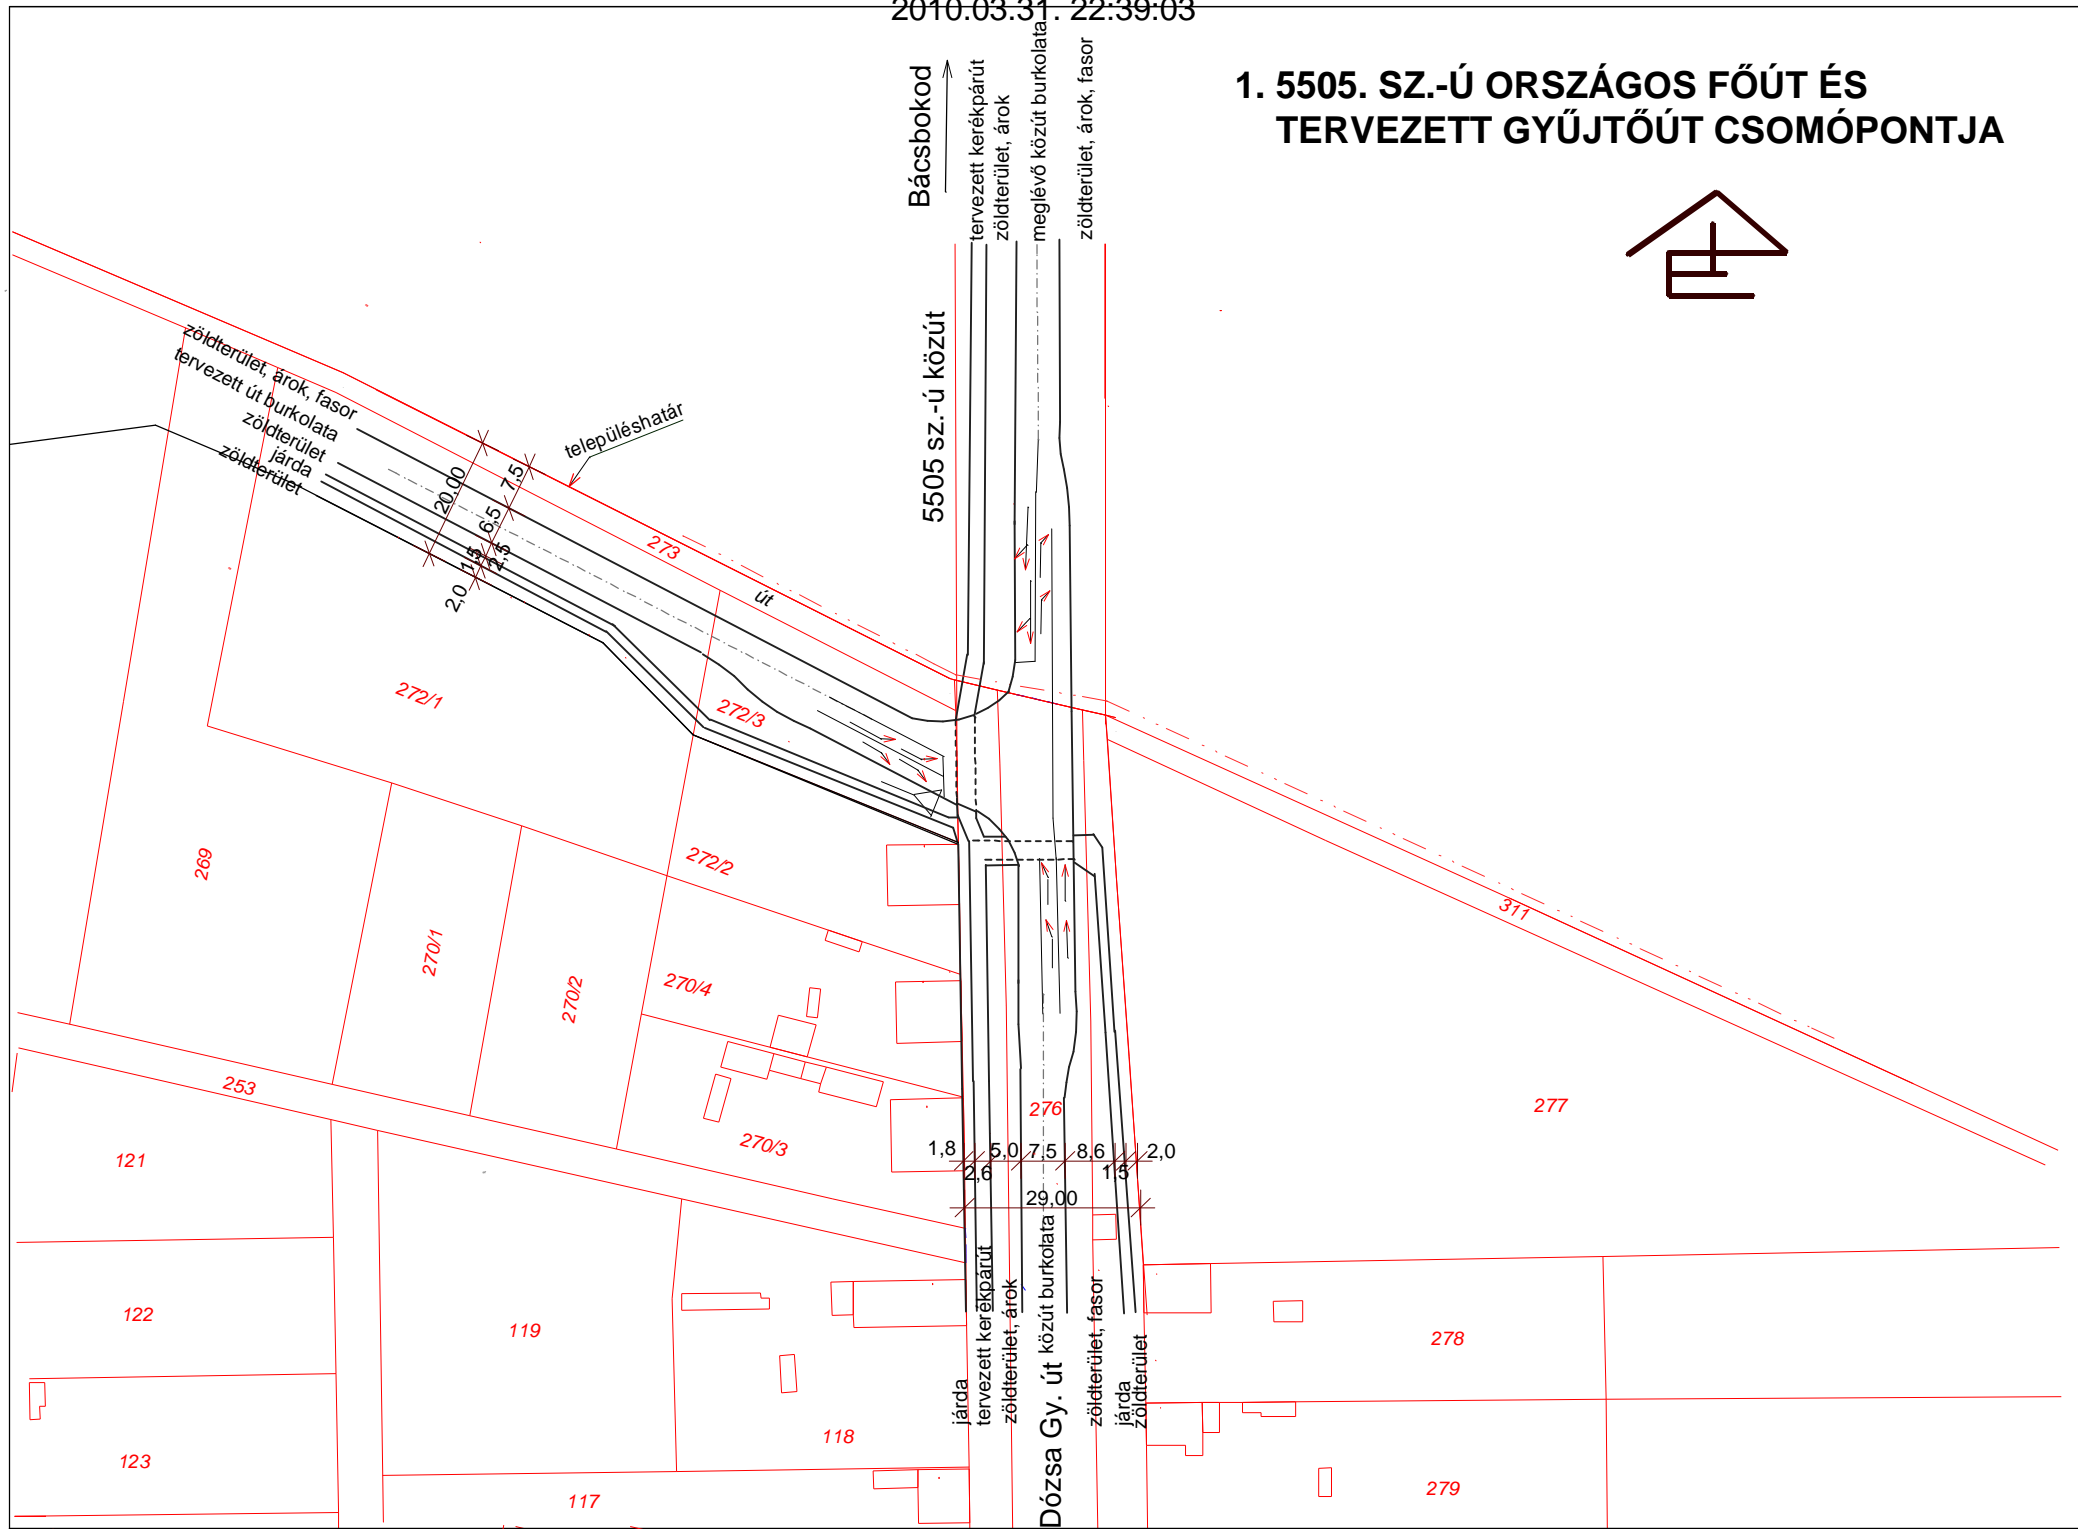 2010.03.31. 22:39:03
1. 5505. SZ.-Ú ORSZÁGOS FŐÚT ÉS
TERVEZETT GYŰJTŐÚT CSOMÓPONTJA
Bácsbokod
tervezett kerékpárút
zöldterület, árok
meglévő közút burkolata
zöldterület, árok, fasor
5505 sz.-ú közút
zöldterület, árok, fasor
tervezett út burkolata
zöldterület
járda
zöldterület
településhatár
20,00
7,5
6,5
2,5
1,5
2,0
273
út
272/1
272/3
272/2
269
270/1
270/2
270/4
270/3
253
311
277
276
1,8
2,6
5,0
7,5
8,6
1,5
2,0
29,00
121
122
123
119
118
117
278
279
járda
tervezett kerékpárút
zöldterület, árok
Dózsa Gy. út
közút burkolata
zöldterület, fasor
járda
zöldterület